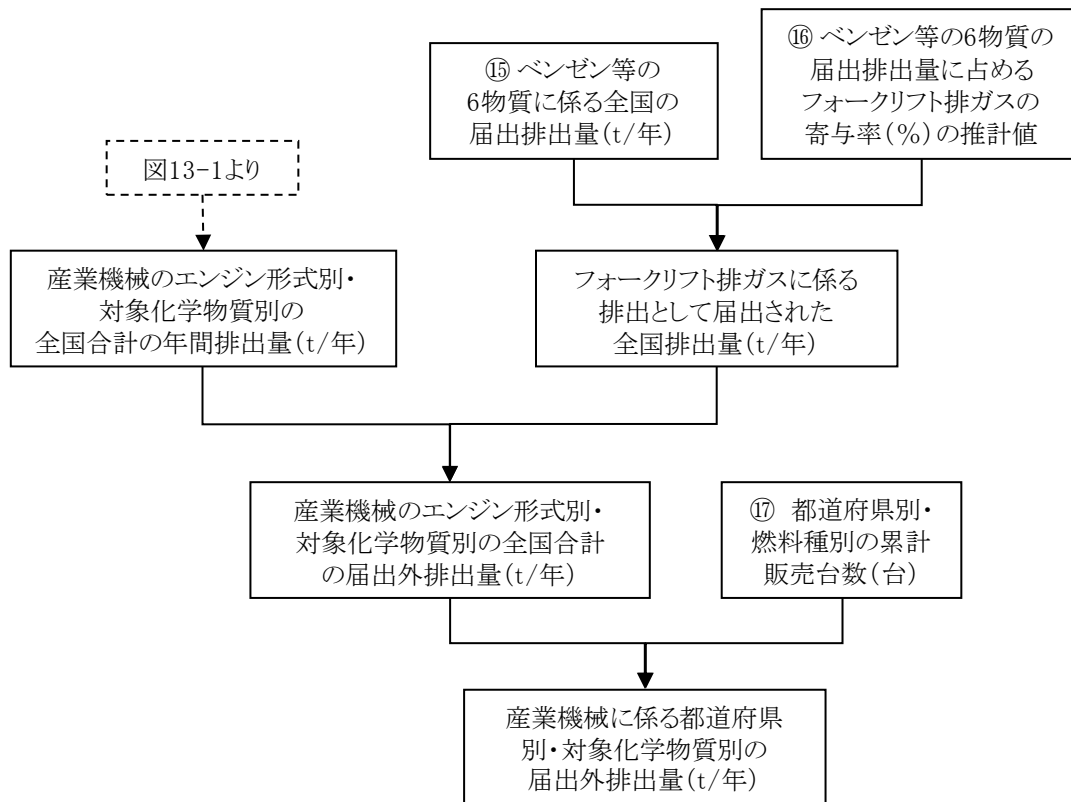 ⑮ベンゼン等の
6物質に係る全国の
届出排出量(t/年)
⑯ベンゼン等の6物質の
届出排出量に占める
フォークリフト排ガスの
寄与率(%)の推計値
図13-1より
産業機械のエンジン形式別・
対象化学物質別の
全国合計の年間排出量(t/年)
フォークリフト排ガスに係る
排出として届出された
全国排出量(t/年)
産業機械のエンジン形式別・
対象化学物質別の全国合計
の届出外排出量(t/年)
⑰ 都道府県別・
燃料種別の累計
販売台数(台)
産業機械に係る都道府県
別・対象化学物質別の
届出外排出量(t/年)